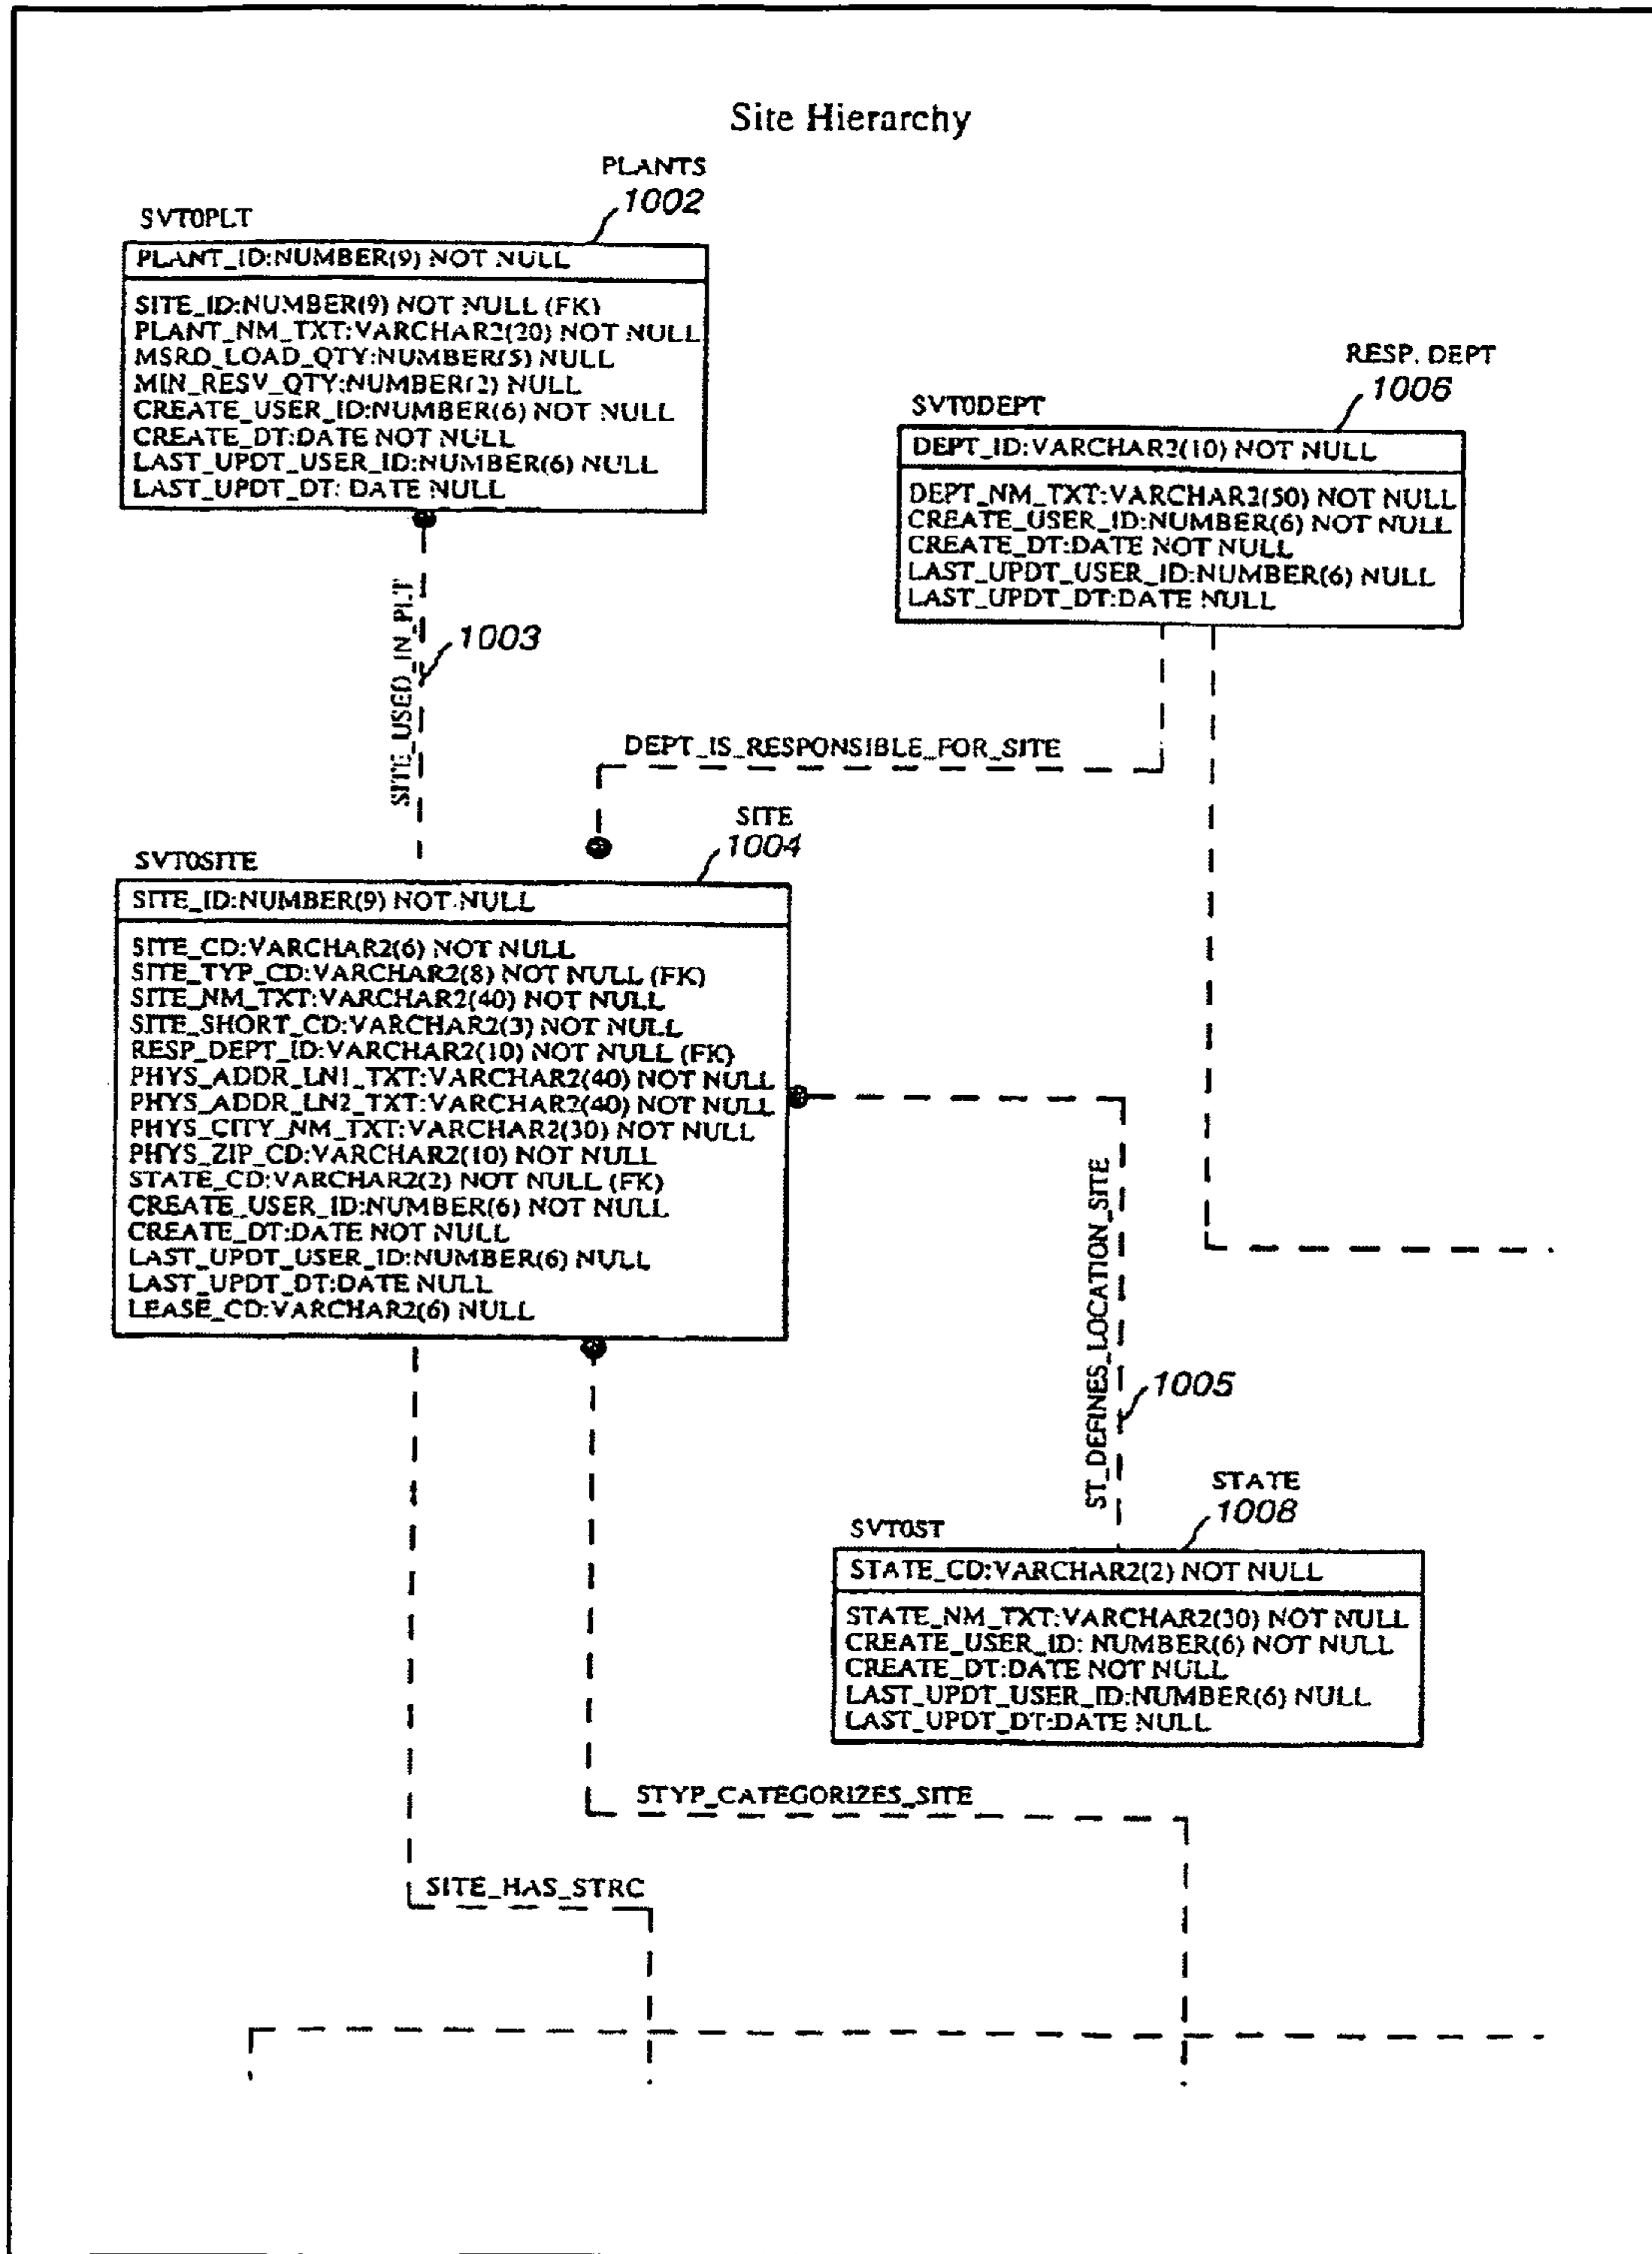 Site Hierarchy
PLANTS
1002
SVT0PLT
PLANT_ID:NUMBER(9) NOT NULL
SITE_ID:NUMBER(9) NOT NULL (FK)
PLANT_NM_TXT:VARCHAR2(20) NOT NULL
MSRD_LOAD_QTY:NUMBER(5) NULL
MIN_RESV_QTY:NUMBER(2) NULL
CREATE_USER_ID:NUMBER(6) NOT NULL
CREATE_DT:DATE NOT NULL
LAST_UPDT_USER_ID:NUMBER(6) NULL
LAST_UPDT_DT: DATE NULL
RESP. DEPT
1006
SVT0DEPT
DEPT_ID:VARCHAR2(10) NOT NULL
DEPT_NM_TXT:VARCHAR2(50) NOT NULL
CREATE_USER_ID:NUMBER(6) NOT NULL
CREATE_DT:DATE NOT NULL
LAST_UPDT_USER_ID:NUMBER(6) NULL
LAST_UPDT_DT:DATE NULL
SITE_USED_IN_PLT
1003
DEPT_IS_RESPONSIBLE_FOR_SITE
SITE
1004
SVT0SITE
SITE_ID:NUMBER(9) NOT NULL
SITE_CD:VARCHAR2(6) NOT NULL
SITE_TYP_CD:VARCHAR2(8) NOT NULL (FK)
SITE_NM_TXT:VARCHAR2(40) NOT NULL
SITE_SHORT_CD:VARCHAR2(3) NOT NULL
RESP_DEPT_ID:VARCHAR2(10) NOT NULL (FK)
PHYS_ADDR_LN1_TXT:VARCHAR2(40) NOT NULL
PHYS_ADDR_LN2_TXT:VARCHAR2(40) NOT NULL
PHYS_CITY_NM_TXT:VARCHAR2(30) NOT NULL
PHYS_ZIP_CD:VARCHAR2(10) NOT NULL
STATE_CD:VARCHAR2(2) NOT NULL (FK)
CREATE_USER_ID:NUMBER(6) NOT NULL
CREATE_DT:DATE NOT NULL
LAST_UPDT_USER_ID:NUMBER(6) NULL
LAST_UPDT_DT:DATE NULL
LEASE_CD:VARCHAR2(6) NULL
ST_DEFINES_LOCATION_SITE
1005
STATE
1008
SVT0ST
STATE_CD:VARCHAR2(2) NOT NULL
STATE_NM_TXT:VARCHAR2(30) NOT NULL
CREATE_USER_ID: NUMBER(6) NOT NULL
CREATE_DT:DATE NOT NULL
LAST_UPDT_USER_ID:NUMBER(6) NULL
LAST_UPDT_DT:DATE NULL
STYP_CATEGORIZES_SITE
SITE_HAS_STRC